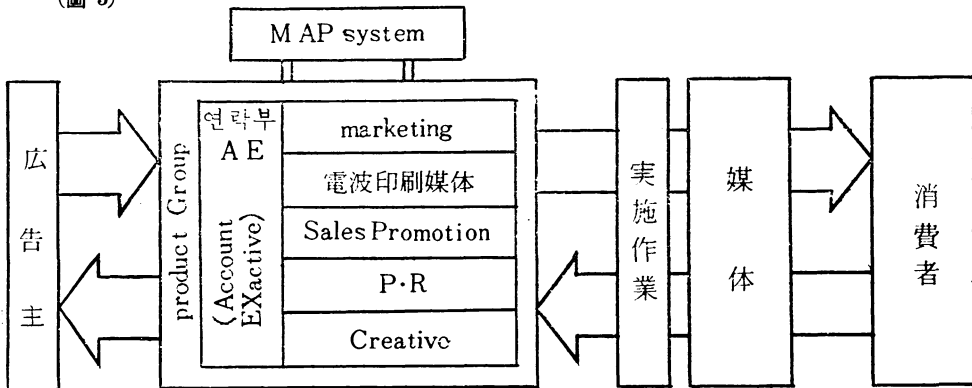 (圖 3)
MAP system
広告主
product Group
연락부
AE
(Account
EXactive)
marketing
電波印刷媒体
Sales Promotion
P·R
Creative
実施作業
媒体
消費者